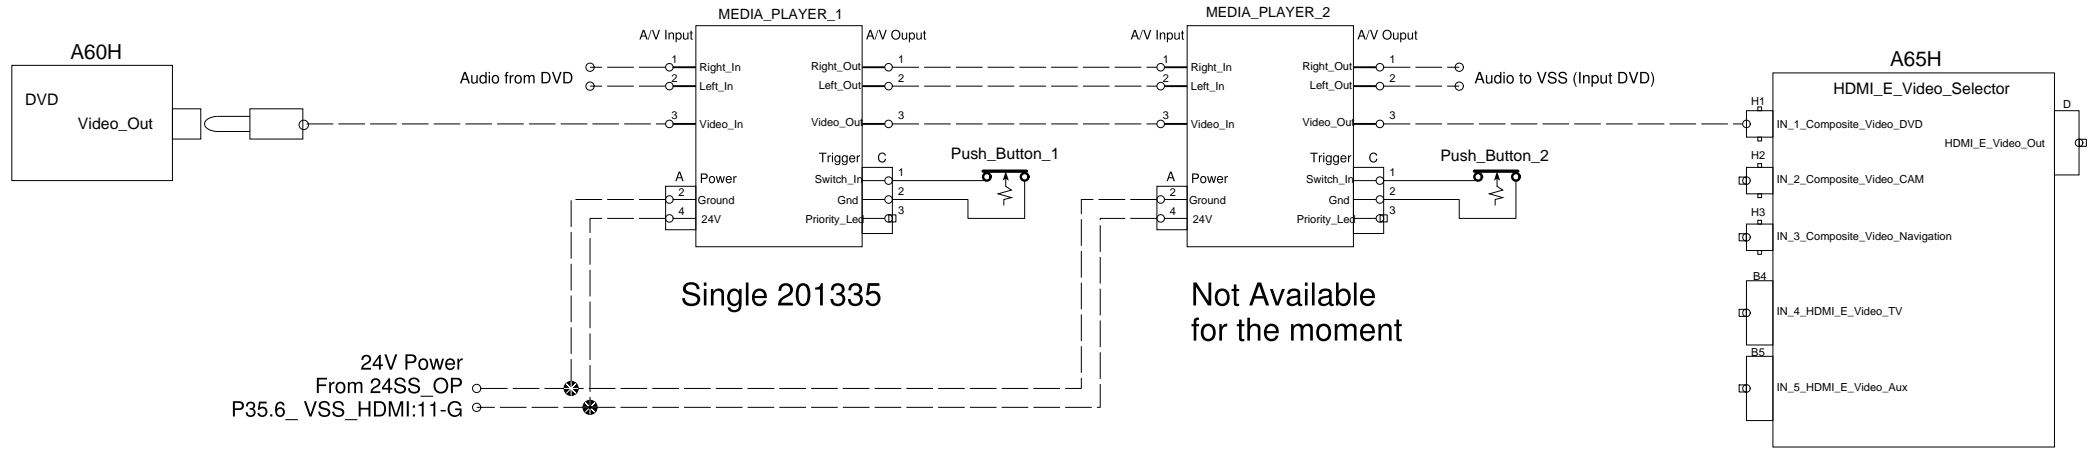 A60H
DVD
Video_Out
Audio from DVD
MEDIA_PLAYER_1
A/V Input
A/V Ouput
1
Right_In
2
Left_In
3
Video_In
Right_Out
1
Left_Out
2
Video_Out
3
Trigger
C
A
Power
2
Ground
4
24V
Switch_In
1
Gnd
2
Priority_Led
3
Push_Button_1
Single 201335
MEDIA_PLAYER_2
A/V Input
A/V Ouput
1
Right_In
2
Left_In
3
Video_In
Right_Out
1
Left_Out
2
Video_Out
3
Trigger
C
A
Power
2
Ground
4
24V
Switch_In
1
Gnd
2
Priority_Led
3
Push_Button_2
Audio to VSS (Input DVD)
Not Available
for the moment
24V Power
From 24SS_OP
P35.6_ VSS_HDMI:11-G
A65H
HDMI_E_Video_Selector
H1
IN_1_Composite_Video_DVD
D
HDMI_E_Video_Out
H2
IN_2_Composite_Video_CAM
H3
IN_3_Composite_Video_Navigation
B4
IN_4_HDMI_E_Video_TV
B5
IN_5_HDMI_E_Video_Aux